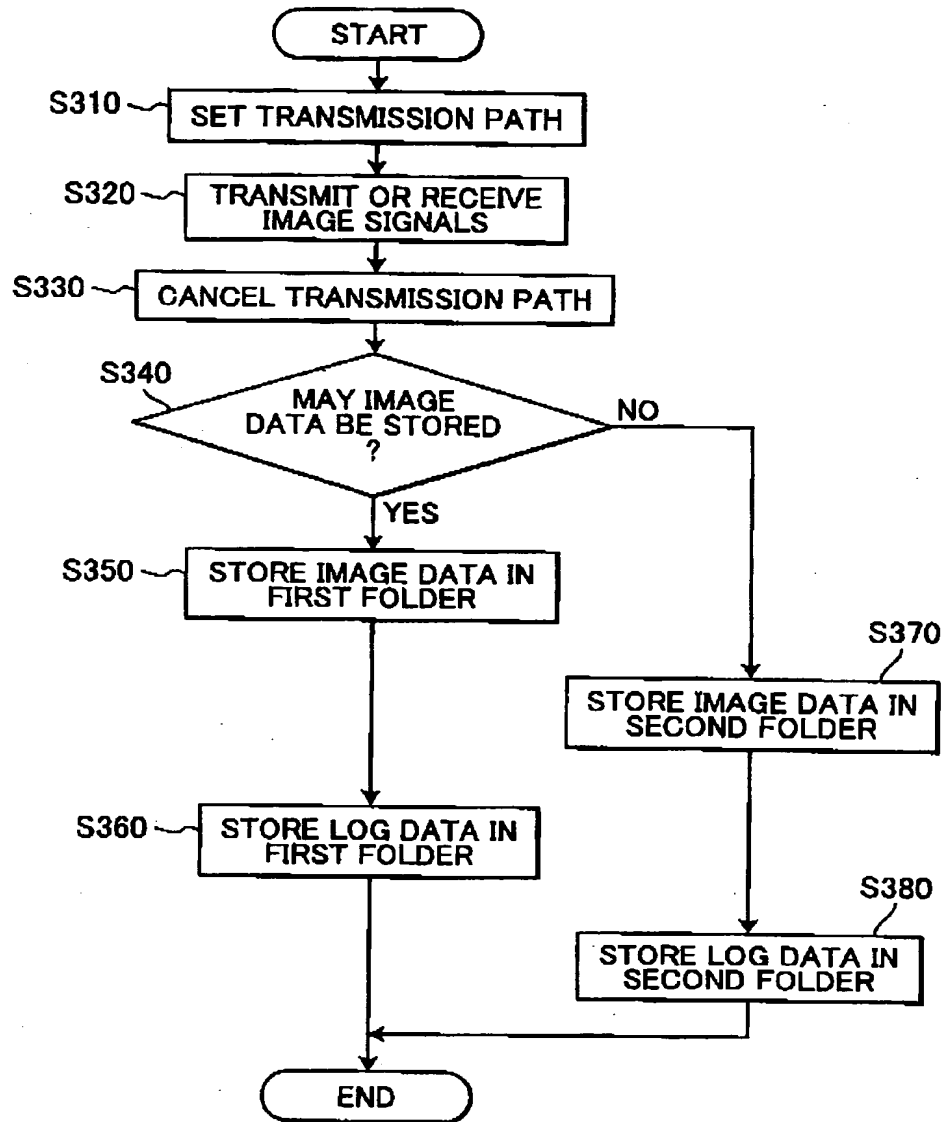 START
S310
SET TRANSMISSION PATH
S320
TRANSMIT OR RECEIVE
IMAGE SIGNALS
S330
CANCEL TRANSMISSION PATH
S340
MAY IMAGE
DATA BE STORED
?
NO
YES
S350
STORE IMAGE DATA IN
FIRST FOLDER
S370
STORE IMAGE DATA IN
SECOND FOLDER
S360
STORE LOG DATA IN
FIRST FOLDER
S380
STORE LOG DATA IN
SECOND FOLDER
END